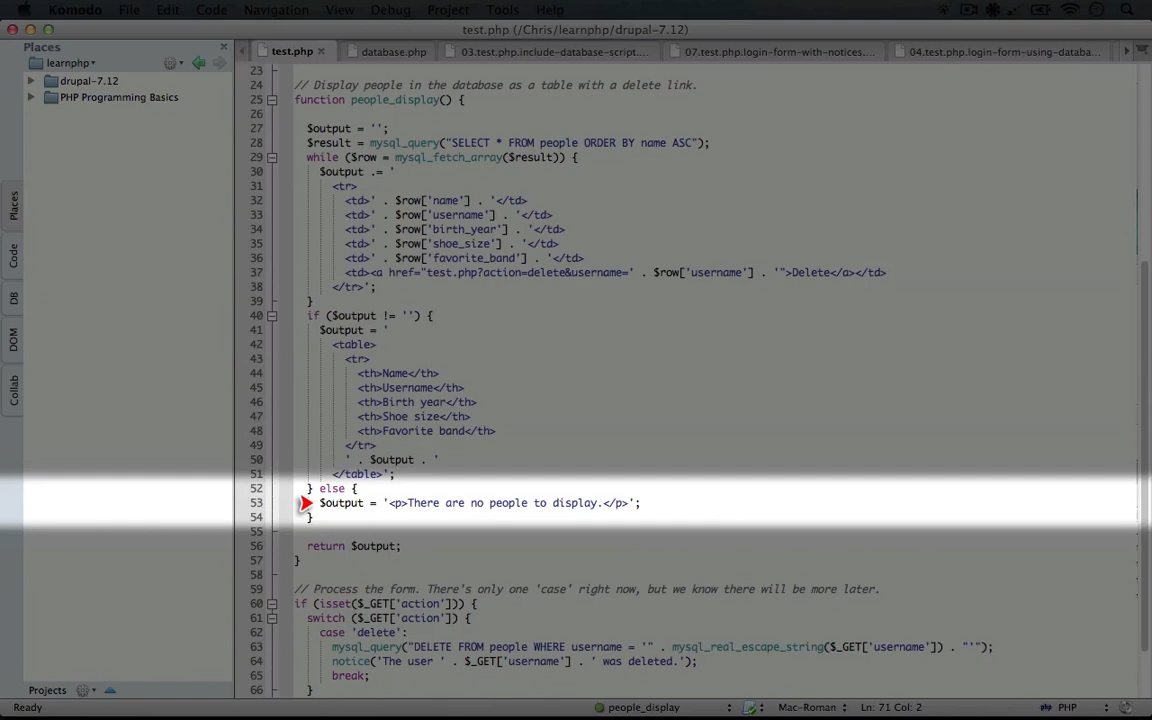 Komodo File Edit Code Navigation View Debug Project Tools Window Help
test.php (/Chris/learnphp/drupal-7.12)
Places
test.php database.php 03.test.php.include-database-script.... 07.test.php.login-form-with-notices.... 04.test.php.login-form-using-databa...
learnphp
drupal-7.12
PHP Programming Basics
Places
Code
DB
DOM
Collab
23
24 // Display people in the database as a table with a delete link.
25 function people_display() {
26
27 $output = '';
28 $result = mysql_query("SELECT * FROM people ORDER BY name ASC");
29 while ($row = mysql_fetch_array($result)) {
30 $output .= '
31 <tr>
32 <td>' . $row['name'] . '</td>
33 <td>' . $row['username'] . '</td>
34 <td>' . $row['birth_year'] . '</td>
35 <td>' . $row['shoe_size'] . '</td>
36 <td>' . $row['favorite_band'] . '</td>
37 <td><a href="test.php?action=delete&username=' . $row['username'] . '">Delete</a></td>
38 </tr>';
39 }
40 if ($output != '') {
41 $output = '
42 <table>
43 <tr>
44 <th>Name</th>
45 <th>Username</th>
46 <th>Birth year</th>
47 <th>Shoe size</th>
48 <th>Favorite band</th>
49 </tr>
50 ' . $output . '
51 </table>';
52 } else {
53 $output = '<p>There are no people to display.</p>';
54 }
55
56 return $output;
57 }
58
59 // Process the form. There's only one 'case' right now, but we know there will be more later.
60 if (isset($_GET['action'])) {
61 switch ($_GET['action']) {
62 case 'delete':
63 mysql_query("DELETE FROM people WHERE username = '" . mysql_real_escape_string($_GET['username']) . "'");
64 notice('The user ' . $_GET['username'] . ' was deleted.');
65 break;
66 }
Projects
Ready people_display Mac-Roman Ln: 71 Col: 2 PHP